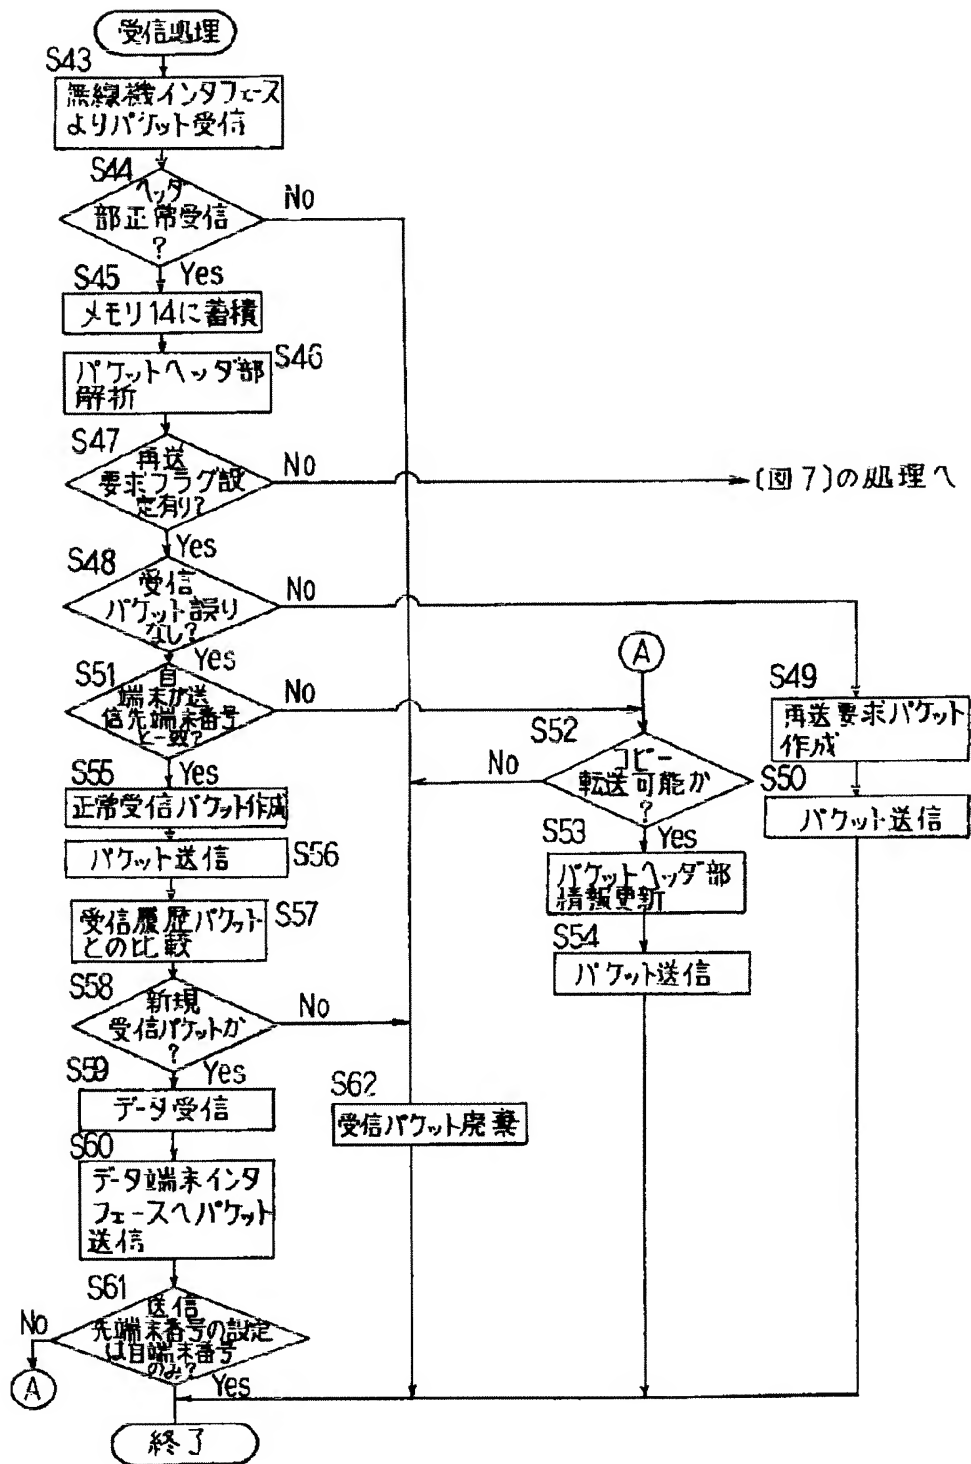 受信処理
S43
無線機インタフェース
よりパケット受信
S44
ヘッダ
部正常受信
?
No
Yes
S45
メモリ14に蓄積
S46
パケットヘッダ部
解析
S47
再送
要求フラグ設
定有り?
No
(図7)の処理へ
Yes
S48
受信
パケット誤り
なし?
No
Yes
S51
自
端末が送
信先端末番号
と一致?
No
Yes
A
S49
再送要求パケット
作成
S50
パケット送信
S52
コピー
転送可能か
?
No
Yes
S53
パケットヘッダ部
情報更新
S54
パケット送信
S55
正常受信パケット作成
パケット送信
S56
受信履歴パケット
との比較
S57
S58
新規
受信パケットか
?
No
Yes
S59
データ受信
S62
受信パケット廃棄
S60
データ端末インタ
フェースへパケット
送信
S61
送信
先端末番号の設定
は自端末番号
のみ?
No
A
Yes
終了